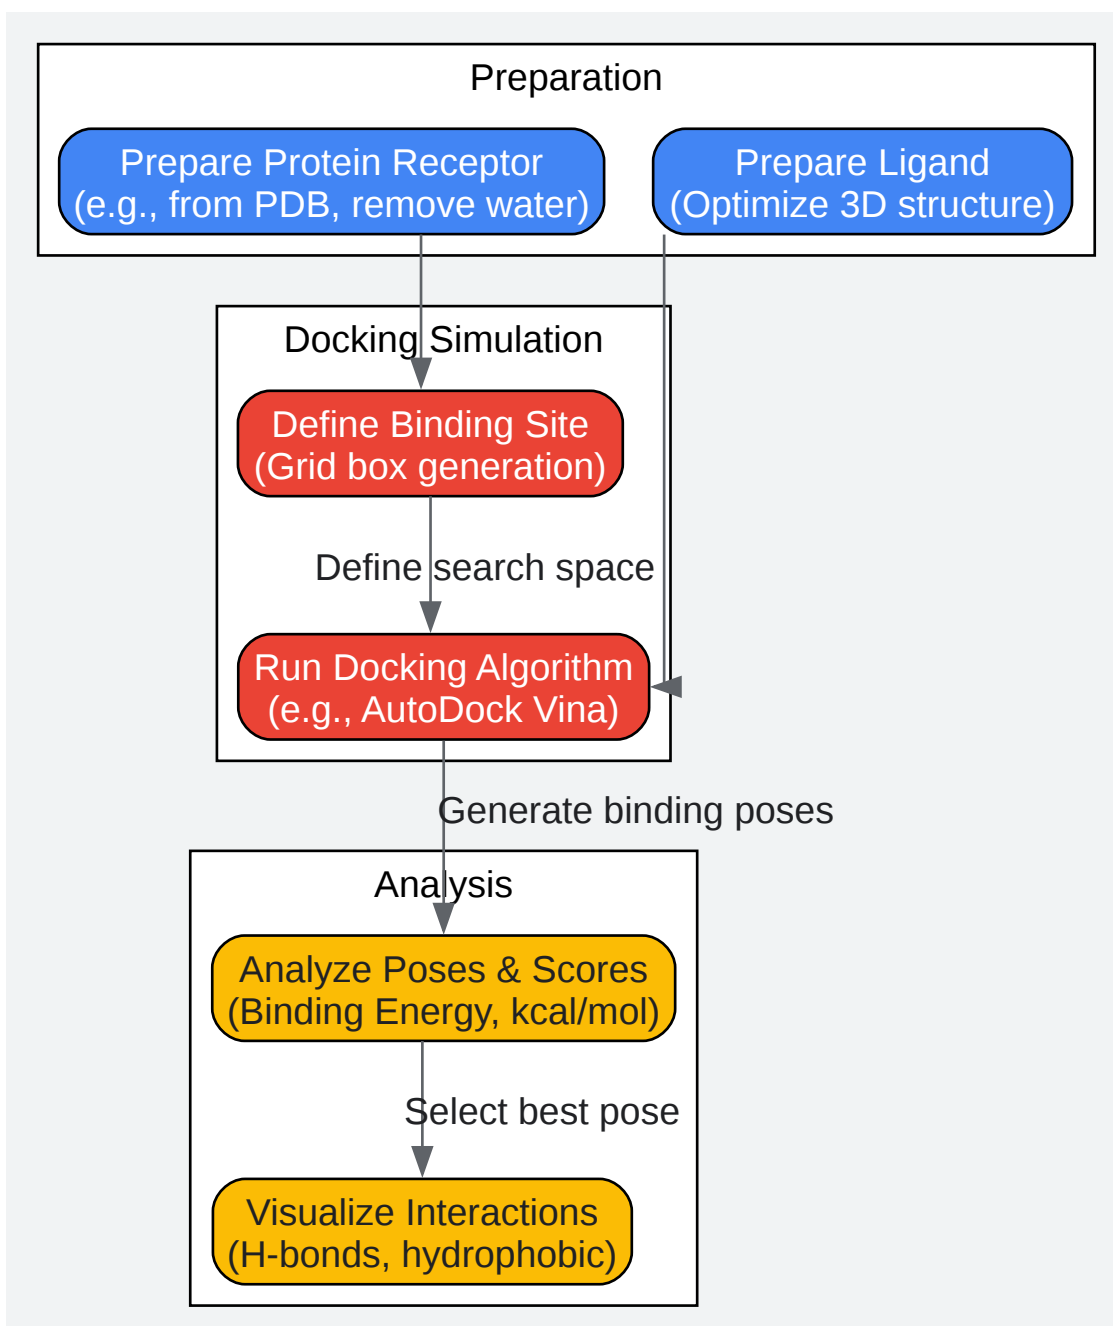 Preparation
Prepare Protein Receptor
(e.g., from PDB, remove water)
Prepare Ligand
(Optimize 3D structure)
Docking Simulation
Define Binding Site
(Grid box generation)
Define search space
Run Docking Algorithm
(e.g., AutoDock Vina)
Generate binding poses
Analysis
Analyze Poses & Scores
(Binding Energy, kcal/mol)
Select best pose
Visualize Interactions
(H-bonds, hydrophobic)